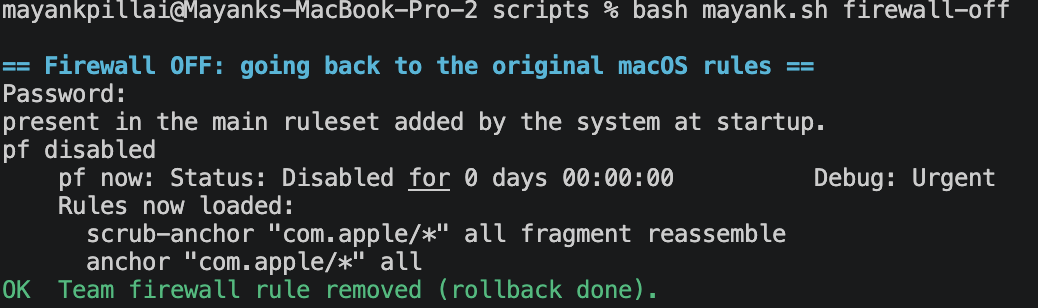 mayankpillai@Mayanks-MacBook-Pro-2 scripts % bash mayank.sh firewall-off
== Firewall OFF: going back to the original macOS rules ==
Password:
present in the main ruleset added by the system at startup.
pf disabled
pf now: Status: Disabled for 0 days 00:00:00 Debug: Urgent
Rules now loaded:
scrub-anchor "com.apple/*" all fragment reassemble
anchor "com.apple/*" all
OK Team firewall rule removed (rollback done).